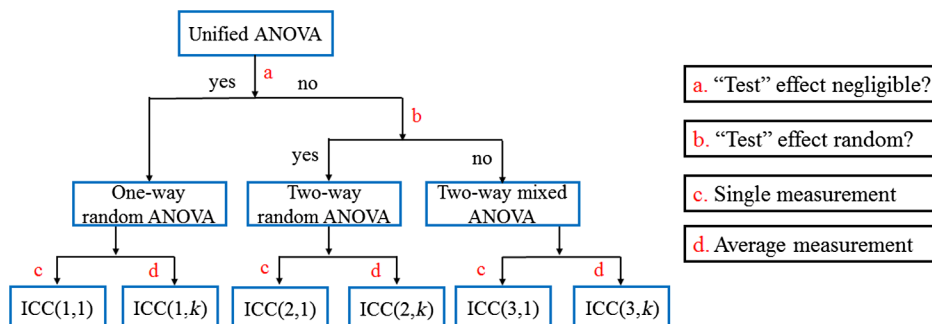 Unified ANOVA
a
yes
no
b
yes
no
One-way
random ANOVA
Two-way
random ANOVA
Two-way mixed
ANOVA
c
d
c
d
c
d
ICC(1,1)
ICC(1,k)
ICC(2,1)
ICC(2,k)
ICC(3,1)
ICC(3,k)
a. “Test” effect negligible?
b. “Test” effect random?
c. Single measurement
d. Average measurement